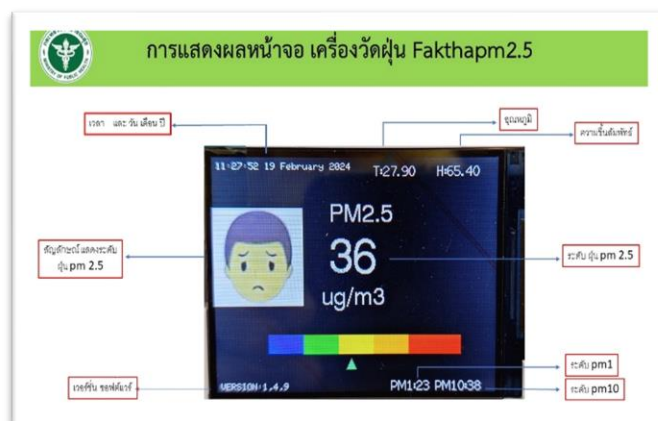 การแสดงผลหน้าจอ เครื่องวัดฝุ่น Fakthapm2.5
เวลา และ วัน เดือน ปี
อุณหภูมิ
ความชื้นสัมพัทธ์
11:27:52 19 February 2024
T:27.90 H:65.40
สัญลักษณ์ แสดงระดับ
ฝุ่น pm 2.5
PM2.5
36
ug/m3
ระดับ ฝุ่น pm 2.5
ระดับ pm1
เวอร์ชั่น ซอฟต์แวร์
VERSION:1.4.9
PM1:23 PM10:38
ระดับ pm10